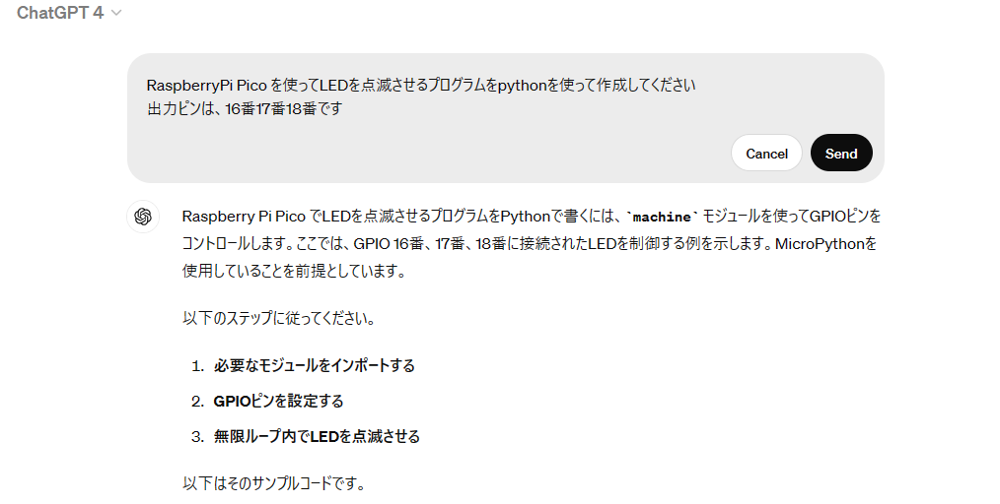 ChatGPT 4
RaspberryPi Pico を使ってLEDを点滅させるプログラムをpythonを使って作成してください
出力ピンは、16番17番18番です
Cancel
Send
Raspberry Pi Pico でLEDを点滅させるプログラムをPythonで書くには、`machine` モジュールを使ってGPIOピンを
コントロールします。ここでは、GPIO 16番、17番、18番に接続されたLEDを制御する例を示します。MicroPythonを
使用していることを前提としています。
以下のステップに従ってください。
1. 必要なモジュールをインポートする
2. GPIOピンを設定する
3. 無限ループ内でLEDを点滅させる
以下はそのサンプルコードです。